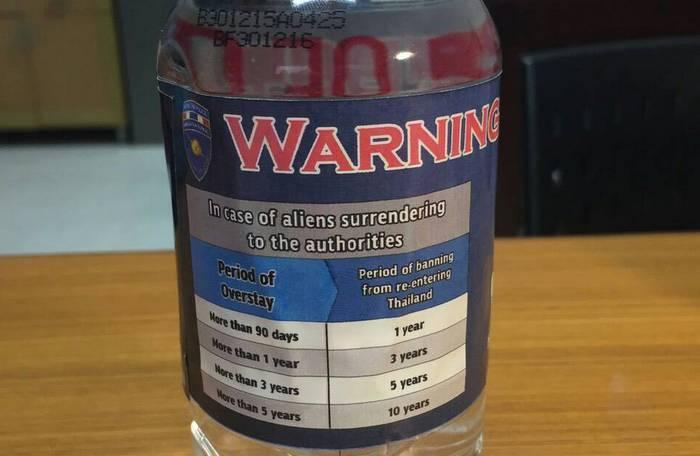 B301215A0425
BF301216
WARNING
In case of aliens surrendering
to the authorities
Period of
Overstay
Period of banning
from re-entering
Thailand
More than 90 days
1 year
More than 1 year
3 years
More than 3 years
5 years
More than 5 years
10 years